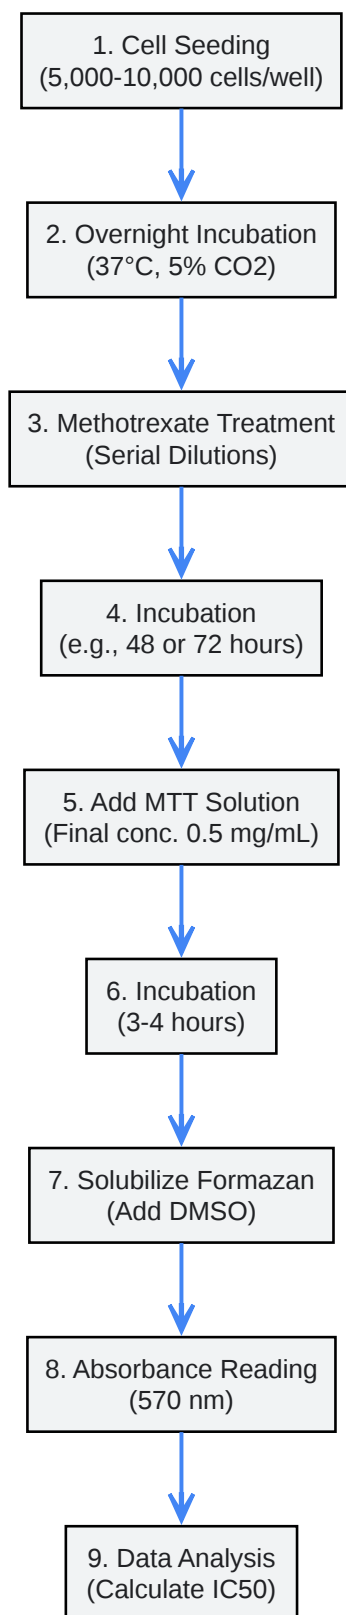 1. Cell Seeding
(5,000-10,000 cells/well)
2. Overnight Incubation
(37°C, 5% CO2)
3. Methotrexate Treatment
(Serial Dilutions)
4. Incubation
(e.g., 48 or 72 hours)
5. Add MTT Solution
(Final conc. 0.5 mg/mL)
6. Incubation
(3-4 hours)
7. Solubilize Formazan
(Add DMSO)
8. Absorbance Reading
(570 nm)
9. Data Analysis
(Calculate IC50)